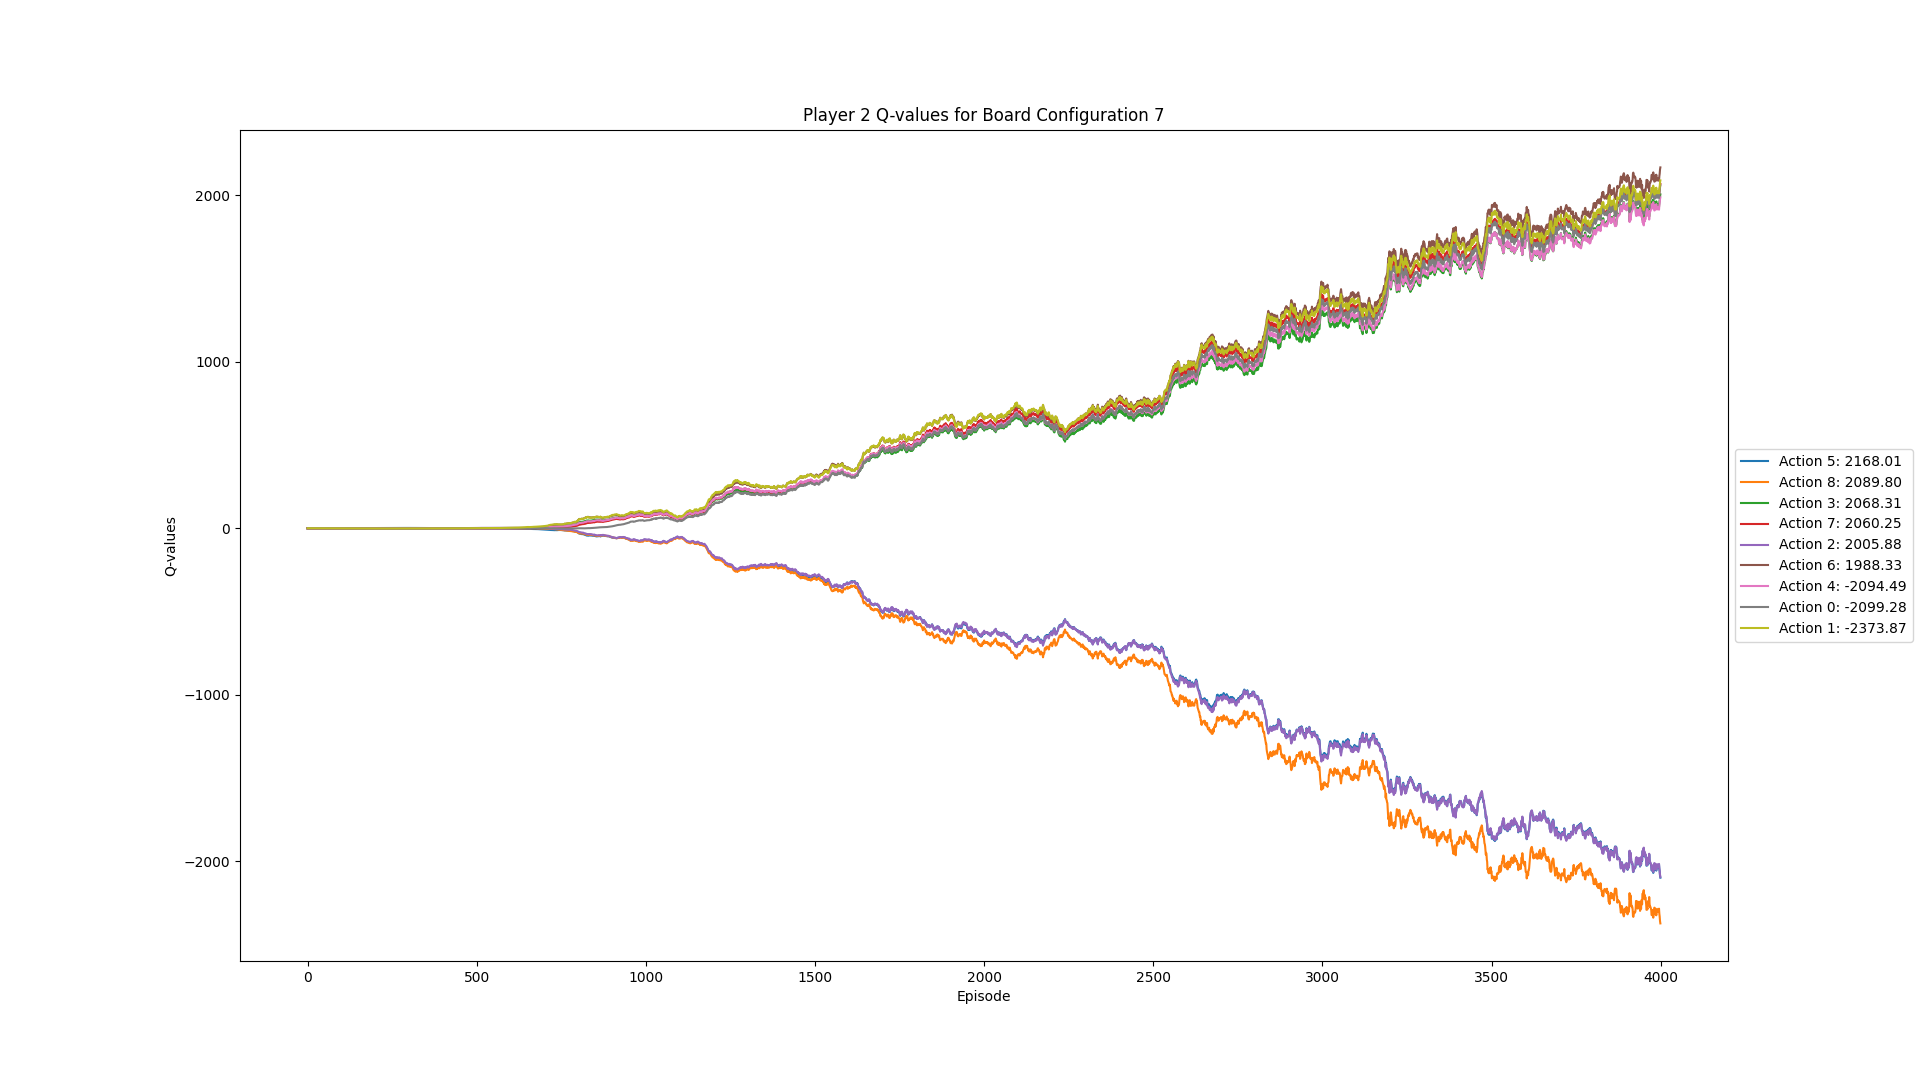 Player 2 Q-values for Board Configuration 7
2000
1000
0
−1000
−2000
Q-values
0
500
1000
1500
2000
2500
3000
3500
4000
Episode
Action 5: 2168.01
Action 8: 2089.80
Action 3: 2068.31
Action 7: 2060.25
Action 2: 2005.88
Action 6: 1988.33
Action 4: -2094.49
Action 0: -2099.28
Action 1: -2373.87